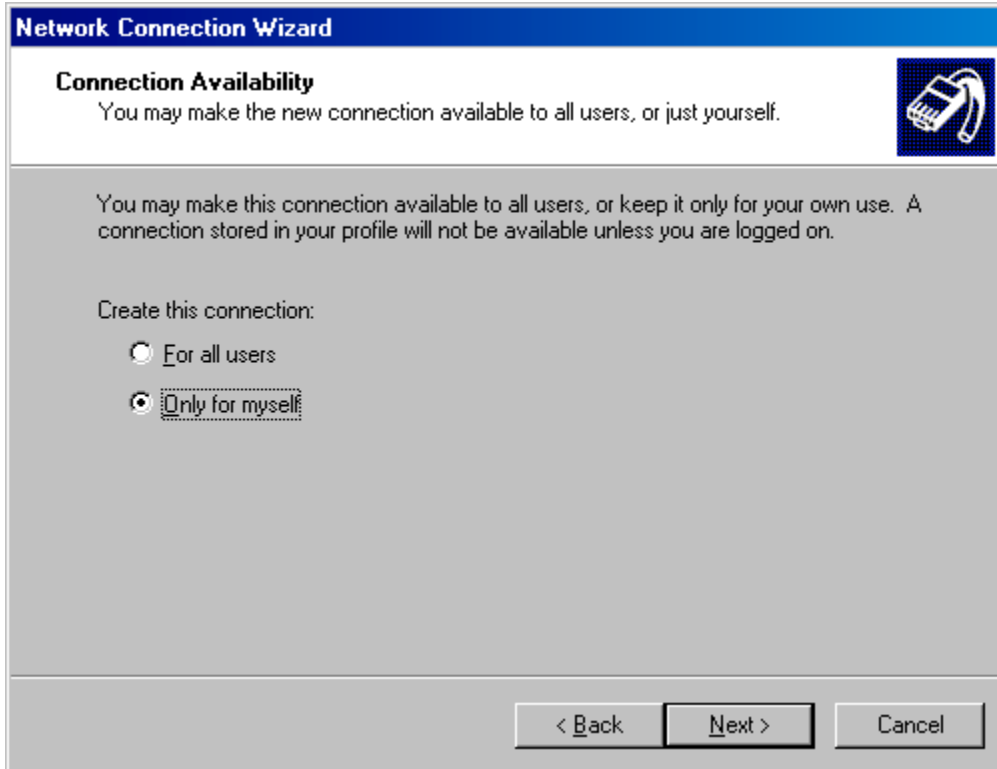 Network Connection Wizard
Connection Availability
You may make the new connection available to all users, or just yourself.
You may make this connection available to all users, or keep it only for your own use.  A
connection stored in your profile will not be available unless you are logged on.
Create this connection:
For all users
Only for myself
< Back
Next >
Cancel